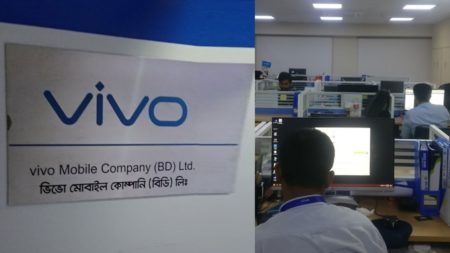 vivo
vivo Mobile Company (BD) Ltd.
ভিভো মোবাইল কোম্পানি (বিডি) লিঃ